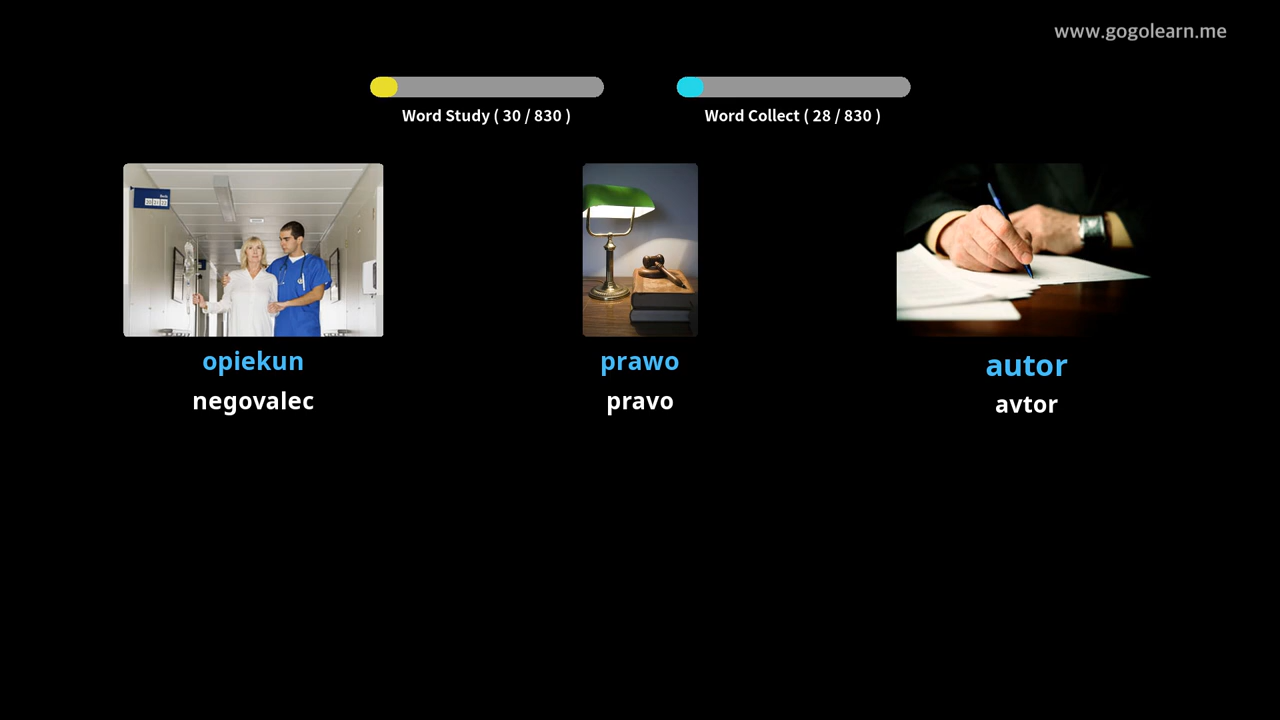 www.gogolearn.me
Word Study ( 30 / 830 )
Word Collect ( 28 / 830 )
opiekun
negovalec
prawo
pravo
autor
avtor